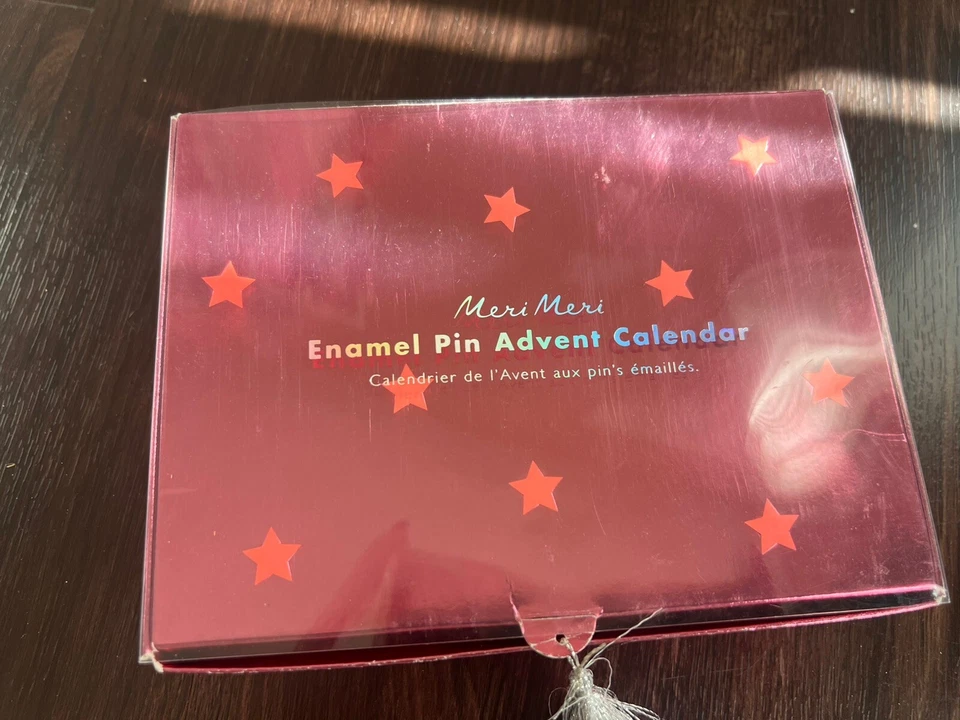 Meri Meri
Enamel Pin Advent Calendar
Calendrier de l'Avent aux pin's émaillés.